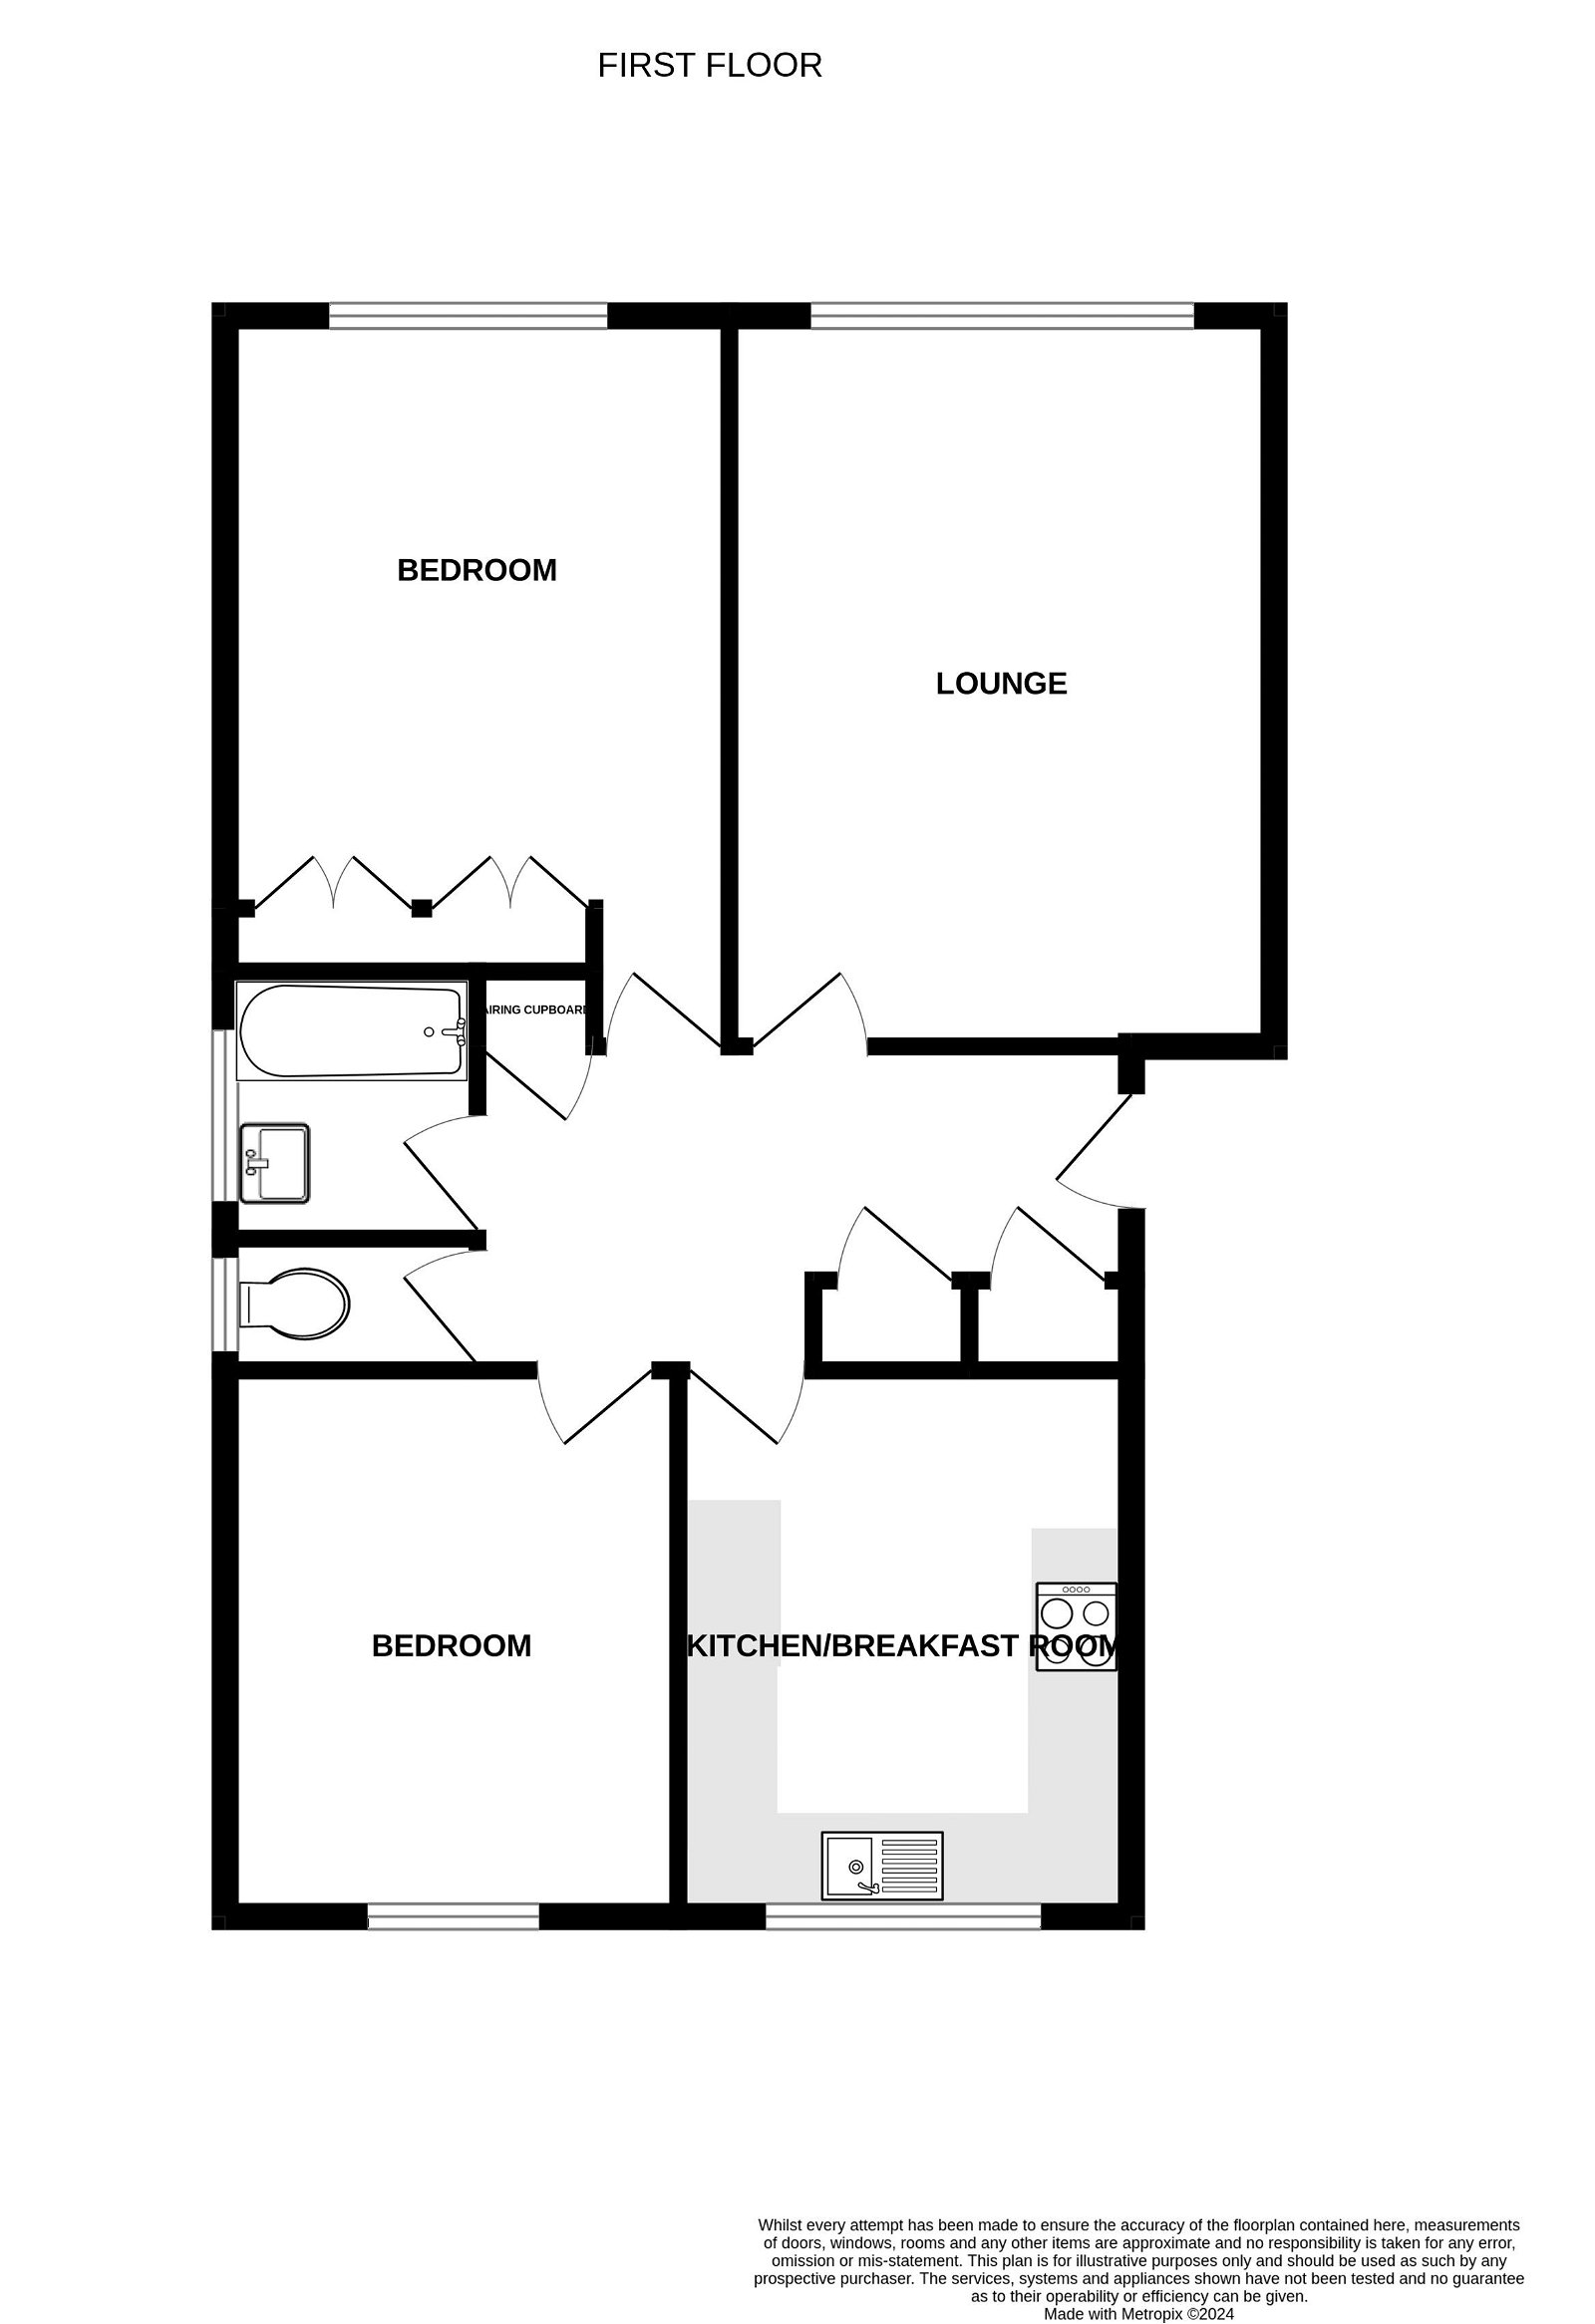 FIRST FLOOR
BEDROOM
LOUNGE
AIRING CUPBOARD
BEDROOM
KITCHEN/BREAKFAST ROOM
Whilst every attempt has been made to ensure the accuracy of the floorplan contained here, measurements
of doors, windows, rooms and any other items are approximate and no responsibility is taken for any error,
omission or mis-statement. This plan is for illustrative purposes only and should be used as such by any
prospective purchaser. The services, systems and appliances shown have not been tested and no guarantee
as to their operability or efficiency can be given.
Made with Metropix ©2024